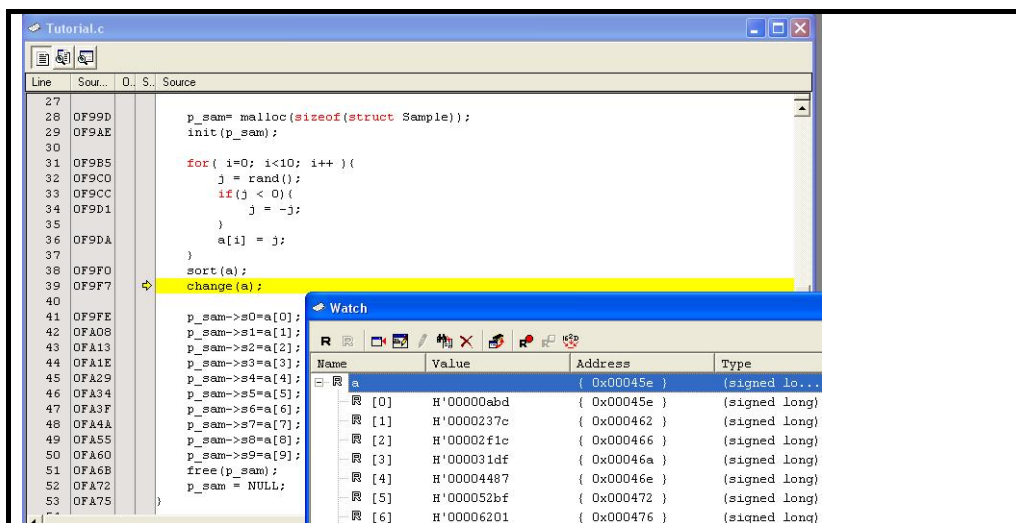 Tutorial.c
Line Sour... O.. S.. Source
27
28 0F99D p_sam= malloc(sizeof(struct Sample));
29 0F9AE init(p_sam);
30
31 0F9B5 for( i=0; i<10; i++ ){
32 0F9C0 j = rand();
33 0F9CC if(j < 0){
34 0F9D1 j = -j;
35 }
36 0F9DA a[i] = j;
37 }
38 0F9F0 sort(a);
39 0F9F7 change(a);
40
41 0F9FE p_sam->s0=a[0];
42 0FA08 p_sam->s1=a[1];
43 0FA13 p_sam->s2=a[2];
44 0FA1E p_sam->s3=a[3];
45 0FA29 p_sam->s4=a[4];
46 0FA34 p_sam->s5=a[5];
47 0FA3F p_sam->s6=a[6];
48 0FA4A p_sam->s7=a[7];
49 0FA55 p_sam->s8=a[8];
50 0FA60 p_sam->s9=a[9];
51 0FA6B free(p_sam);
52 0FA72 p_sam = NULL;
53 0FA75 }
Watch
R R R R
Name Value Address Type
R a { 0x00045e } (signed lo...
R [0] H'00000abd { 0x00045e } (signed long)
R [1] H'0000237c { 0x000462 } (signed long)
R [2] H'00002f1c { 0x000466 } (signed long)
R [3] H'000031df { 0x00046a } (signed long)
R [4] H'00004487 { 0x00046e } (signed long)
R [5] H'000052bf { 0x000472 } (signed long)
R [6] H'00006201 { 0x000476 } (signed long)